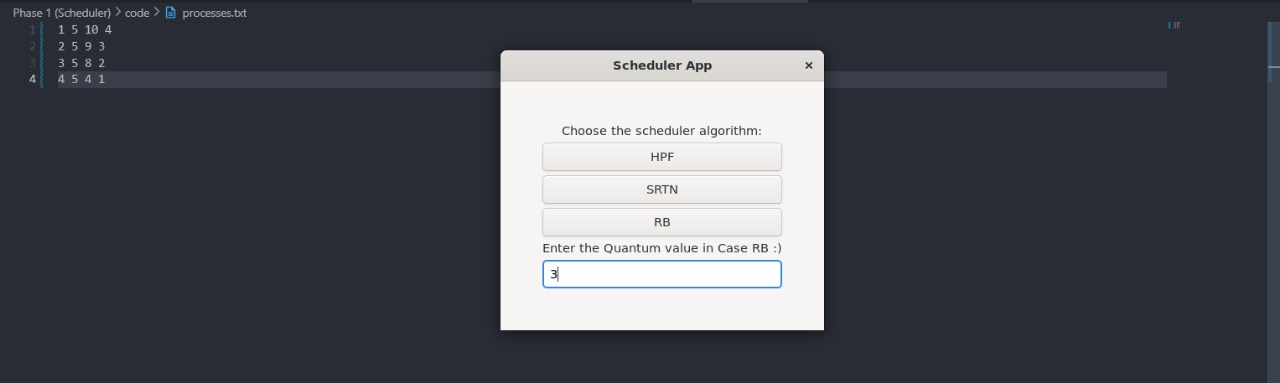 Phase 1 (Scheduler) > code > processes.txt
1 1 5 10 4
2 2 5 9 3
3 3 5 8 2
4 4 5 4 1
Scheduler App ×
Choose the scheduler algorithm:
HPF
SRTN
RB
Enter the Quantum value in Case RB :)
3